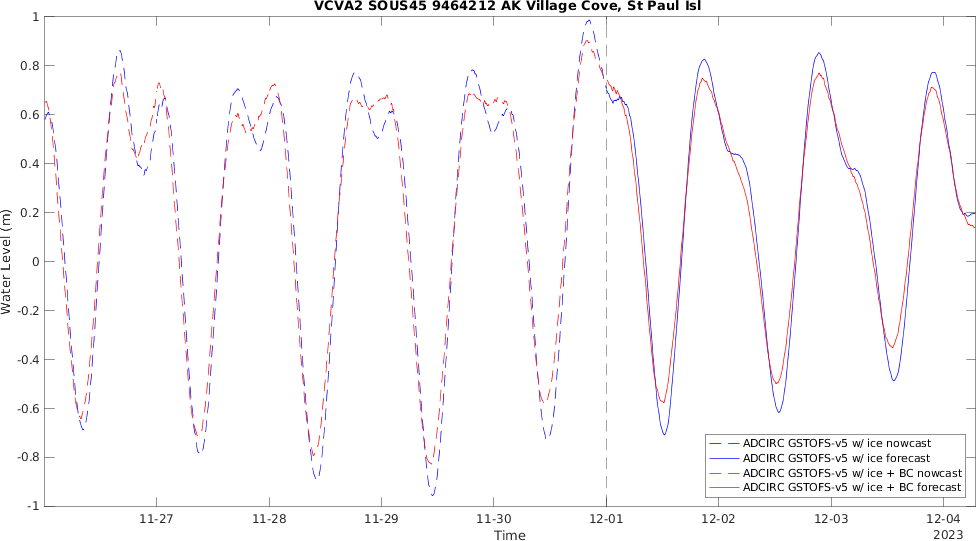 VCVA2 SOUS45 9464212 AK Village Cove, St Paul Isl
1
0.8
0.6
0.4
0.2
0
-0.2
-0.4
-0.6
-0.8
-1
Water Level (m)
ADCIRC GSTOFS-v5 w/ ice nowcast
ADCIRC GSTOFS-v5 w/ ice forecast
ADCIRC GSTOFS-v5 w/ ice + BC nowcast
ADCIRC GSTOFS-v5 w/ ice + BC forecast
11-27 11-28 11-29 11-30 12-01 12-02 12-03 12-04
Time
2023